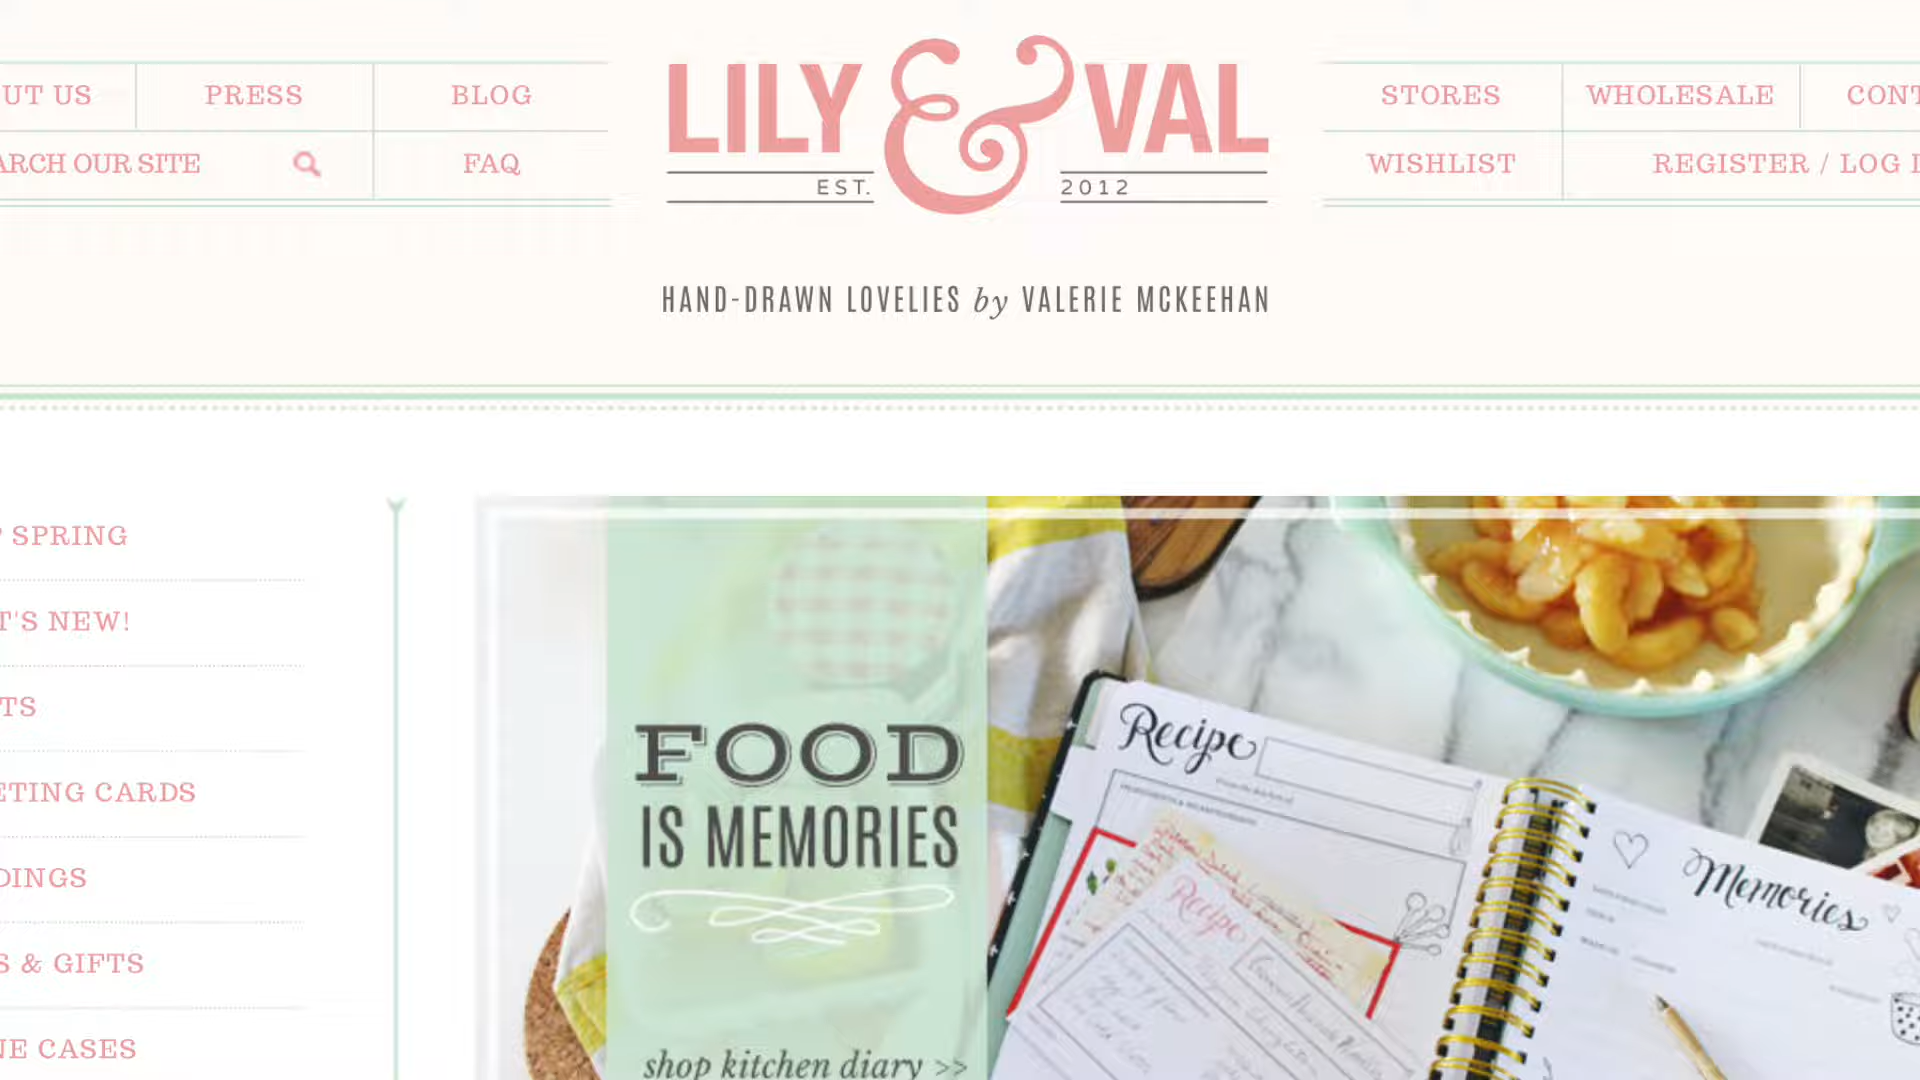 UT US
PRESS
BLOG
LILY & VAL
STORES
WHOLESALE
CONT
ARCH OUR SITE
FAQ
EST.
2012
WISHLIST
REGISTER / LOG I
HAND-DRAWN LOVELIES by VALERIE MCKEEHAN
SPRING
T'S NEW!
TS
ETING CARDS
DINGS
S & GIFTS
NE CASES
FOOD
IS MEMORIES
shop kitchen diary >>
Recipe
Recipe
Memories